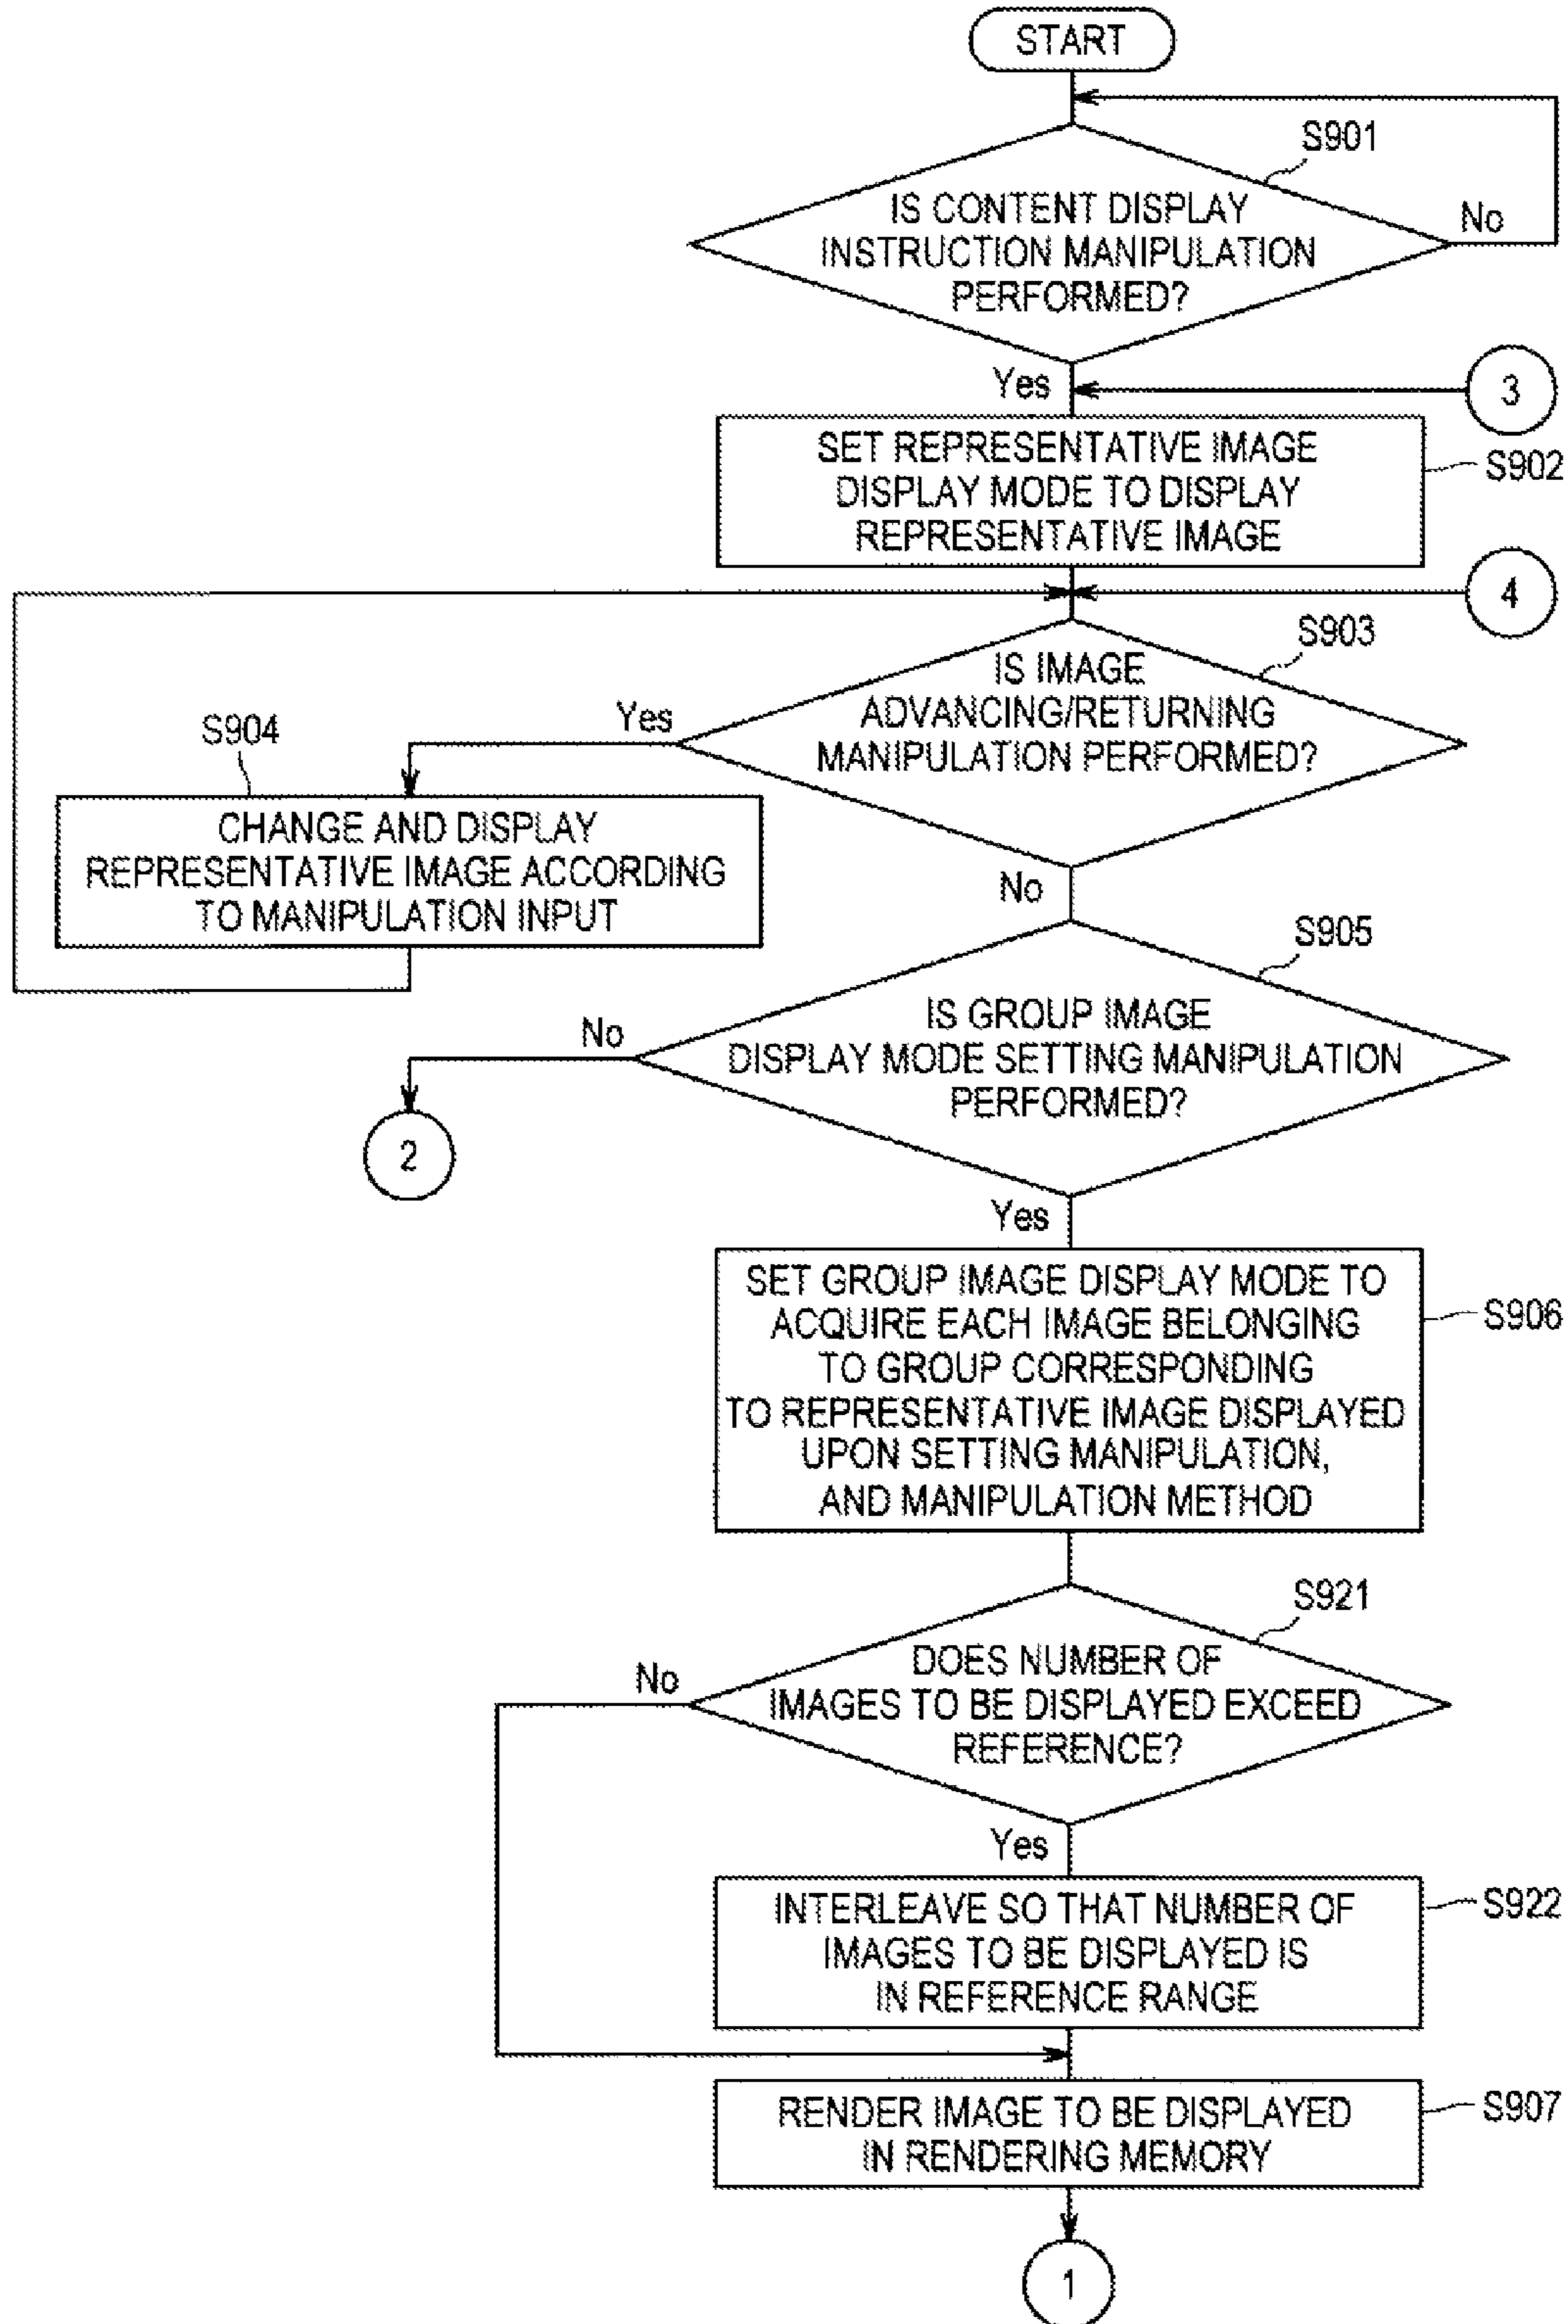 START
S901
IS CONTENT DISPLAY
INSTRUCTION MANIPULATION
PERFORMED?
No
Yes
3
SET REPRESENTATIVE IMAGE
DISPLAY MODE TO DISPLAY
REPRESENTATIVE IMAGE
S902
4
S903
IS IMAGE
ADVANCING/RETURNING
MANIPULATION PERFORMED?
Yes
S904
CHANGE AND DISPLAY
REPRESENTATIVE IMAGE ACCORDING
TO MANIPULATION INPUT
No
S905
IS GROUP IMAGE
DISPLAY MODE SETTING MANIPULATION
PERFORMED?
No
2
Yes
SET GROUP IMAGE DISPLAY MODE TO
ACQUIRE EACH IMAGE BELONGING
TO GROUP CORRESPONDING
TO REPRESENTATIVE IMAGE DISPLAYED
UPON SETTING MANIPULATION,
AND MANIPULATION METHOD
S906
S921
DOES NUMBER OF
IMAGES TO BE DISPLAYED EXCEED
REFERENCE?
No
Yes
INTERLEAVE SO THAT NUMBER OF
IMAGES TO BE DISPLAYED IS
IN REFERENCE RANGE
S922
RENDER IMAGE TO BE DISPLAYED
IN RENDERING MEMORY
S907
1